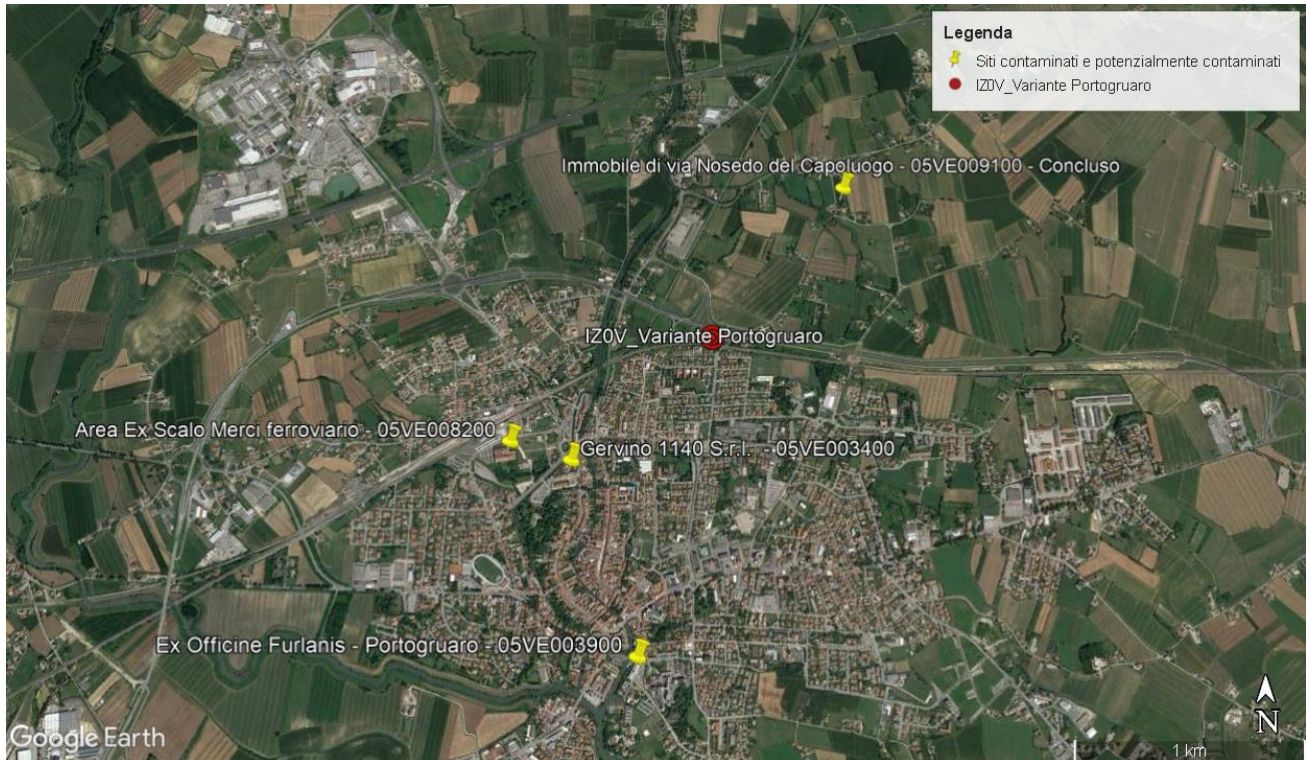 Legenda
Siti contaminati e potenzialmente contaminati
IZ0V_Variante Portogruaro
Immobile di via Nosedo del Capoluogo - 05VE009100 - Concluso
IZ0V_Variante Portogruaro
Area Ex Scalo Merci ferroviario - 05VE008200
Gervino 1140 S.r.l. - 05VE003400
Ex Officine Furlanis - Portogruaro - 05VE003900
Google Earth
N
1 km